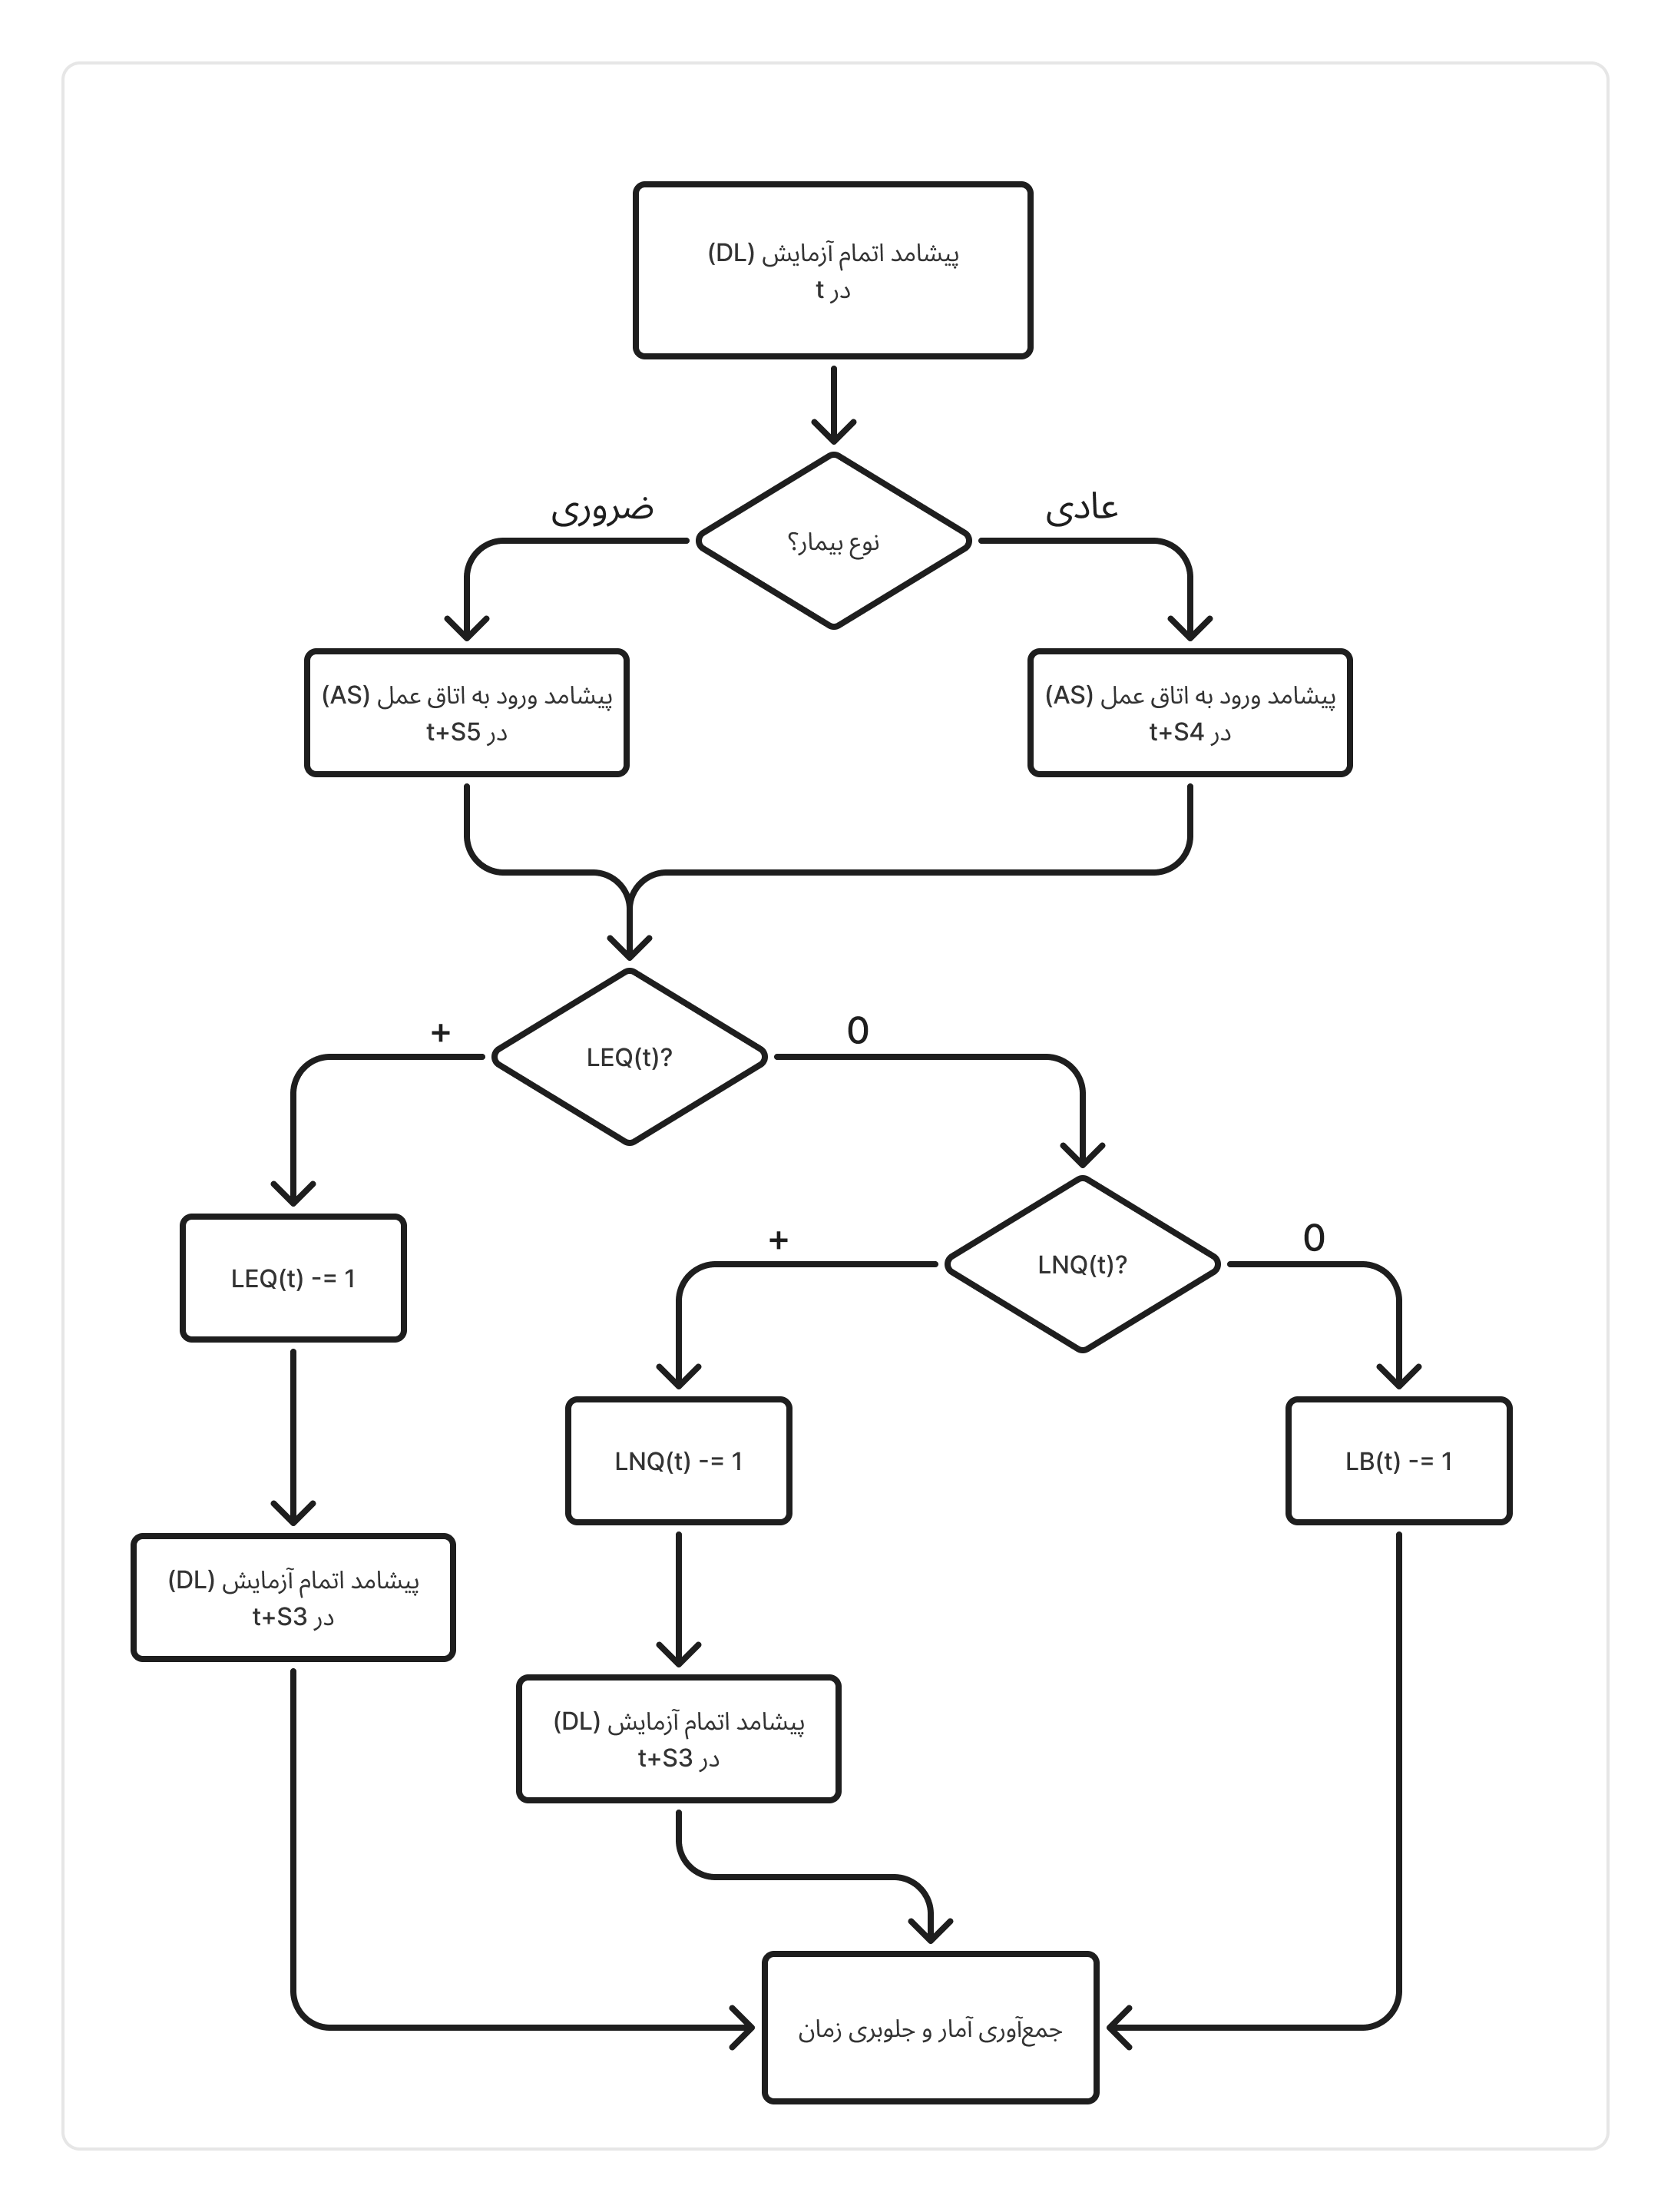 پیشامد اتمام آزمایش (DL)
در t
ضروری
عادی
نوع بیمار؟
پیشامد ورود به اتاق عمل (AS)
در t+S5
پیشامد ورود به اتاق عمل (AS)
در t+S4
+
0
LEQ(t)?
+
0
LNQ(t)?
LEQ(t) -= 1
LNQ(t) -= 1
LB(t) -= 1
پیشامد اتمام آزمایش (DL)
در t+S3
پیشامد اتمام آزمایش (DL)
در t+S3
جمع‌آوری آمار و جلوبری زمان